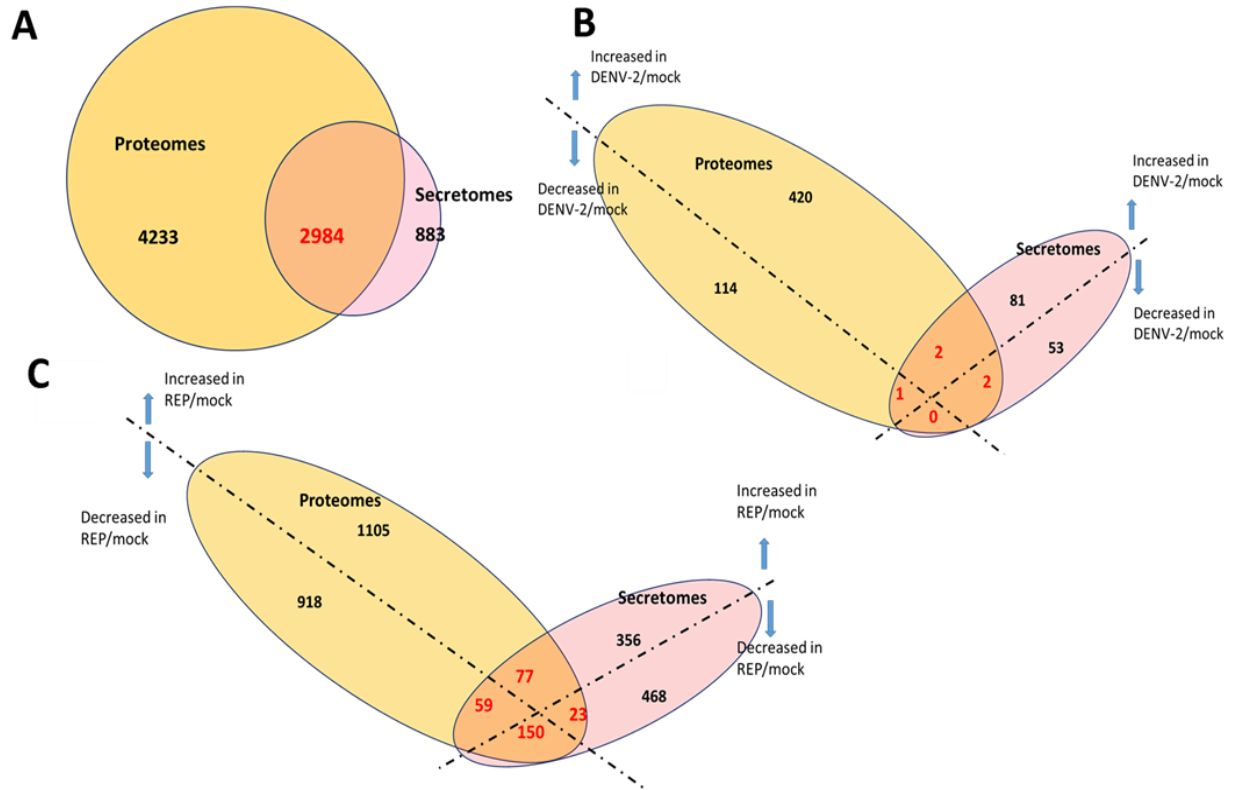 A
Proteomes
Secretomes
4233
2984
883
B
Increased in
DENV-2/mock
Decreased in
DENV-2/mock
Proteomes
420
114
Increased in
DENV-2/mock
Secretomes
81
Decreased in
DENV-2/mock
53
2
1
2
0
C
Increased in
REP/mock
Decreased in
REP/mock
Proteomes
1105
918
Increased in
REP/mock
Secretomes
356
Decreased in
REP/mock
468
77
59
23
150